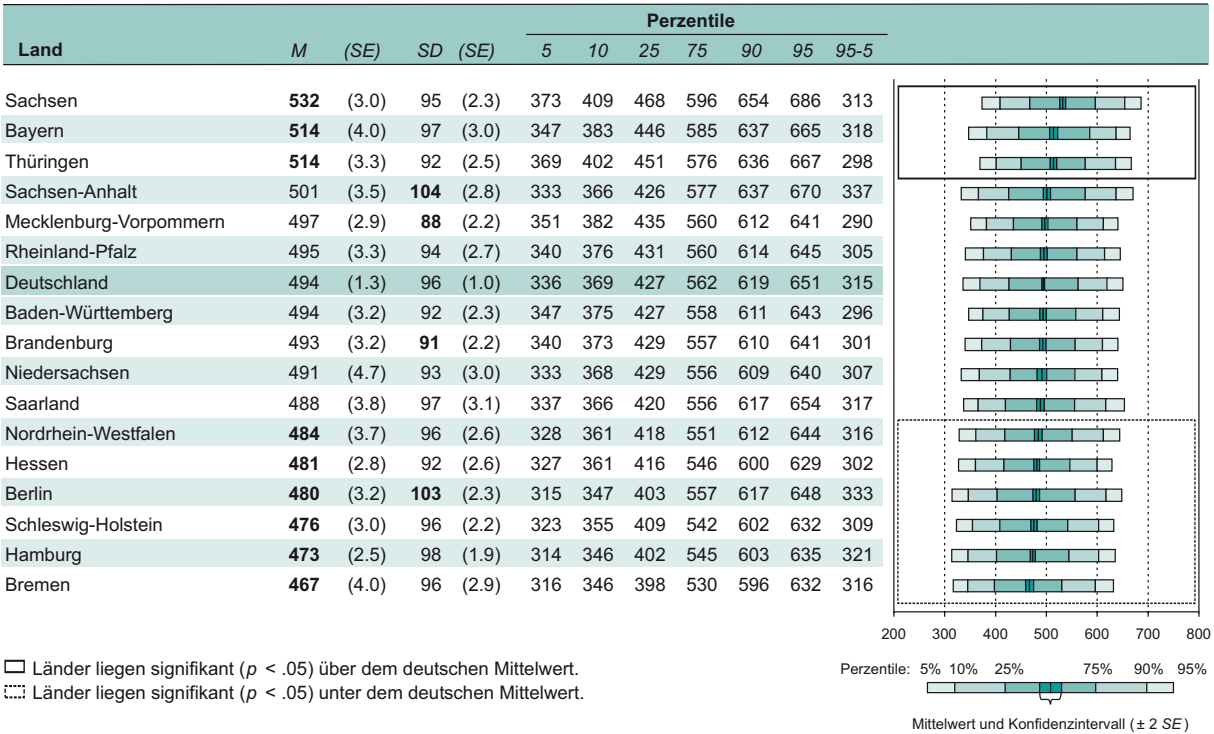 Perzentile
Land M (SE) SD (SE) 5 10 25 75 90 95 95-5
Sachsen 532 (3.0) 95 (2.3) 373 409 468 596 654 686 313
Bayern 514 (4.0) 97 (3.0) 347 383 446 585 637 665 318
Thüringen 514 (3.3) 92 (2.5) 369 402 451 576 636 667 298
Sachsen-Anhalt 501 (3.5) 104 (2.8) 333 366 426 577 637 670 337
Mecklenburg-Vorpommern 497 (2.9) 88 (2.2) 351 382 435 560 612 641 290
Rheinland-Pfalz 495 (3.3) 94 (2.7) 340 376 431 560 614 645 305
Deutschland 494 (1.3) 96 (1.0) 336 369 427 562 619 651 315
Baden-Württemberg 494 (3.2) 92 (2.3) 347 375 427 558 611 643 296
Brandenburg 493 (3.2) 91 (2.2) 340 373 429 557 610 641 301
Niedersachsen 491 (4.7) 93 (3.0) 333 368 429 556 609 640 307
Saarland 488 (3.8) 97 (3.1) 337 366 420 556 617 654 317
Nordrhein-Westfalen 484 (3.7) 96 (2.6) 328 361 418 551 612 644 316
Hessen 481 (2.8) 92 (2.6) 327 361 416 546 600 629 302
Berlin 480 (3.2) 103 (2.3) 315 347 403 557 617 648 333
Schleswig-Holstein 476 (3.0) 96 (2.2) 323 355 409 542 602 632 309
Hamburg 473 (2.5) 98 (1.9) 314 346 402 545 603 635 321
Bremen 467 (4.0) 96 (2.9) 316 346 398 530 596 632 316
200 300 400 500 600 700 800
Länder liegen signifikant (p < .05) über dem deutschen Mittelwert.
Länder liegen signifikant (p < .05) unter dem deutschen Mittelwert.
Perzentile: 5% 10% 25% 75% 90% 95%
Mittelwert und Konfidenzintervall (± 2 SE)